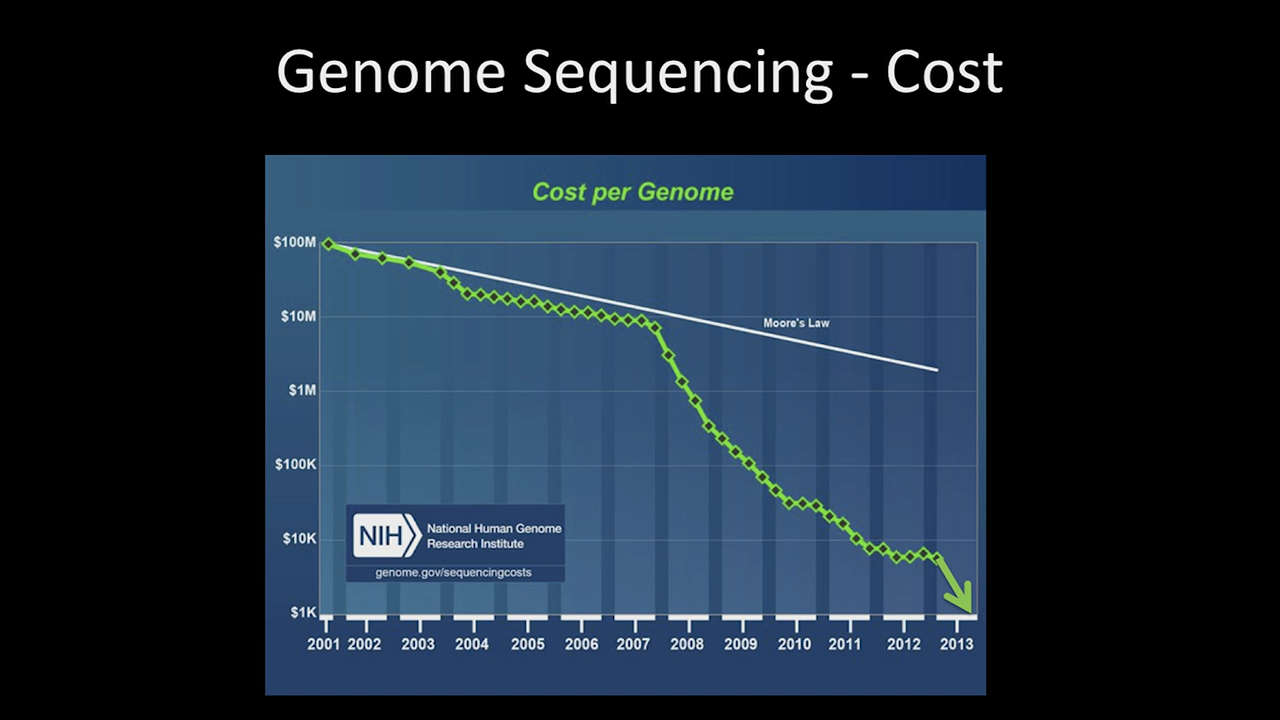 Genome Sequencing - Cost
Cost per Genome
$100M
$10M
Moore's Law
$1M
$100K
NIH
National Human Genome
Research Institute
genome.gov/sequencingcosts
$10K
$1K
2001 2002 2003 2004 2005 2006 2007 2008 2009 2010 2011 2012 2013